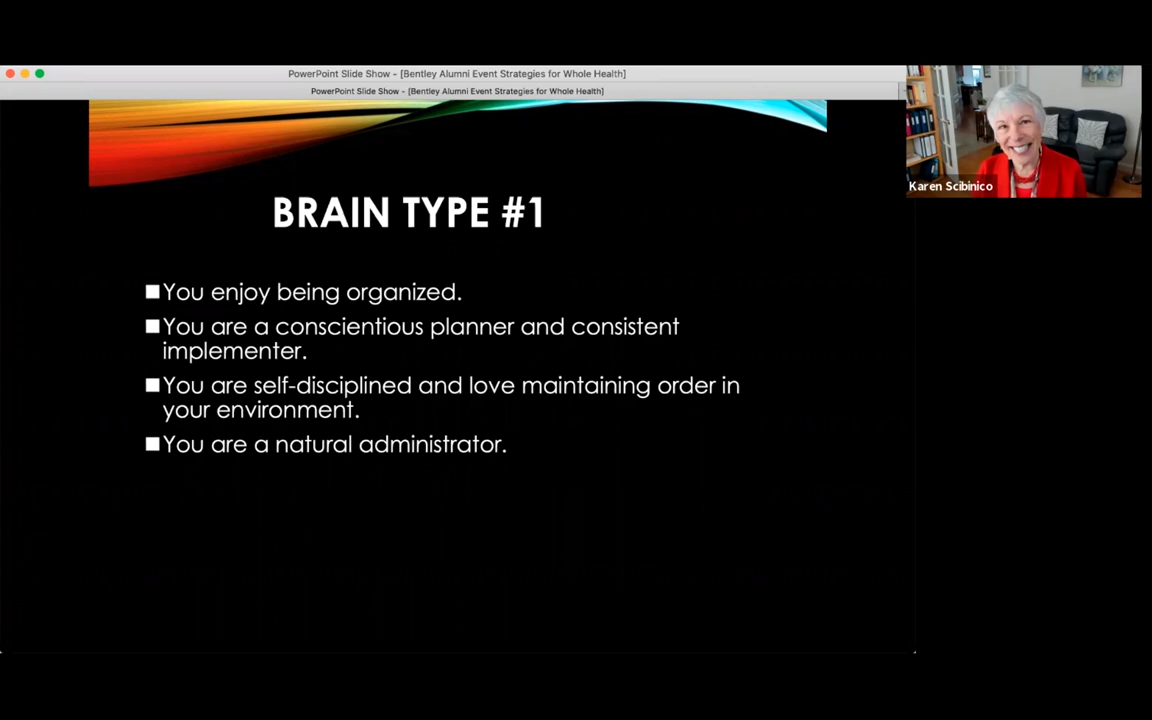 PowerPoint Slide Show - [Bentley Alumni Event Strategies for Whole Health]
PowerPoint Slide Show - [Bentley Alumni Event Strategies for Whole Health]
BRAIN TYPE #1
You enjoy being organized.
You are a conscientious planner and consistent
implementer.
You are self-disciplined and love maintaining order in
your environment.
You are a natural administrator.
Karen Scibinico